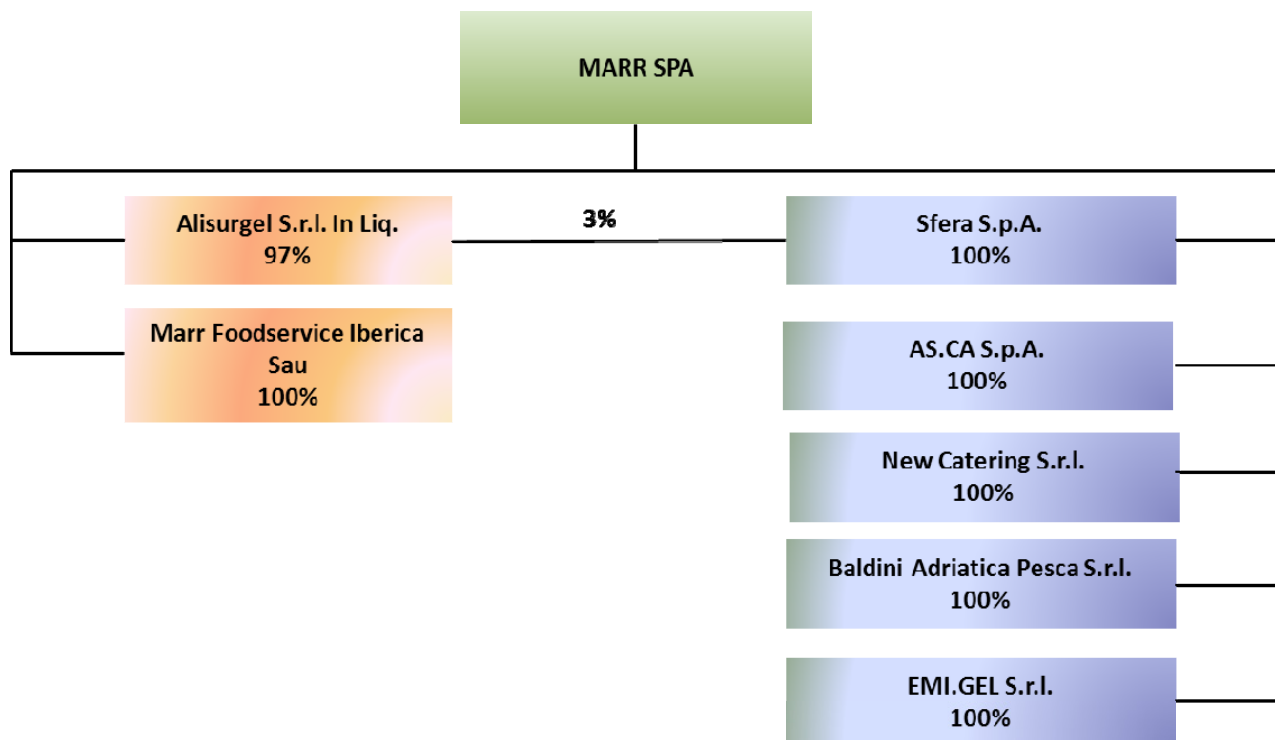 MARR SPA
Alisurgel S.r.l. In Liq.
97%
3%
Sfera S.p.A.
100%
Marr Foodservice Iberica
Sau
100%
AS.CA S.p.A.
100%
New Catering S.r.l.
100%
Baldini Adriatica Pesca S.r.l.
100%
EMI.GEL S.r.l.
100%